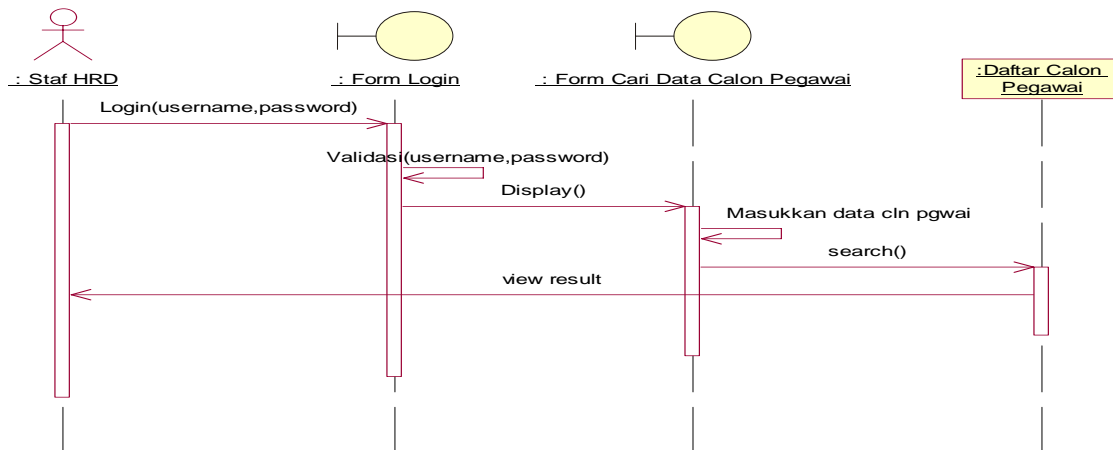 : Staf HRD
: Form Login
: Form Cari Data Calon Pegawai
:Daftar Calon
Pegawai
Login(username,password)
Validasi(username,password)
Display()
Masukkan data cln pgwai
search()
view result